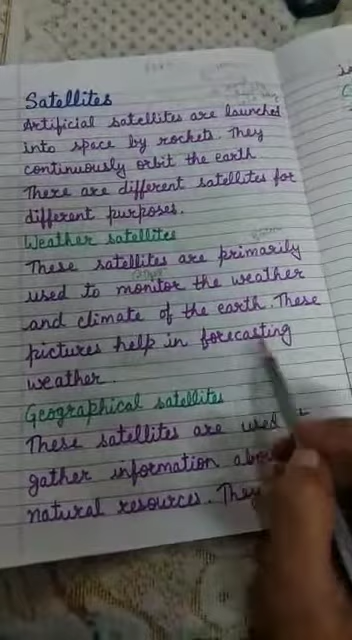 Satellites
Artificial satellites are launched
into space by rockets. They
continuously orbit the earth
There are different satellites for
different purposes.
Weather satellites
These satellites are primarily
used to monitor the weather
and climate of the earth. These
pictures help in forecasting
weather.
Geographical satellites
These satellites are used
gather information
natural resources. They